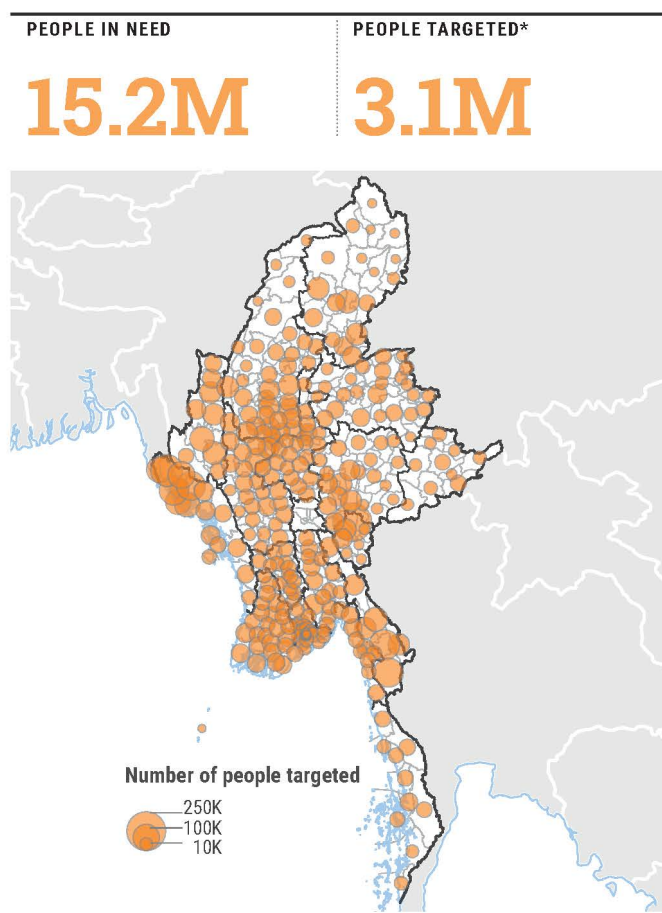 PEOPLE IN NEED
PEOPLE TARGETED*
15.2M
3.1M
Number of people targeted
250K
100K
10K